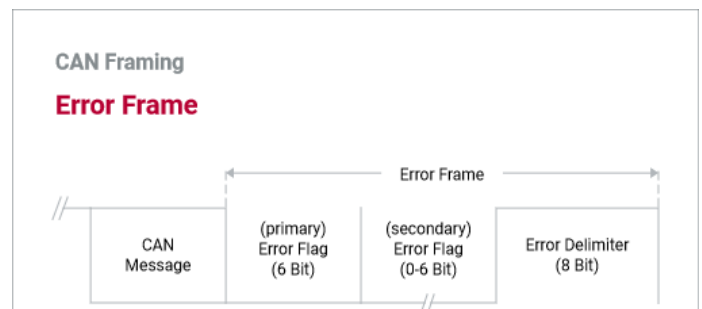 CAN Framing
Error Frame
Error Frame
CAN
Message
(primary)
Error Flag
(6 Bit)
(secondary)
Error Flag
(0-6 Bit)
Error Delimiter
(8 Bit)